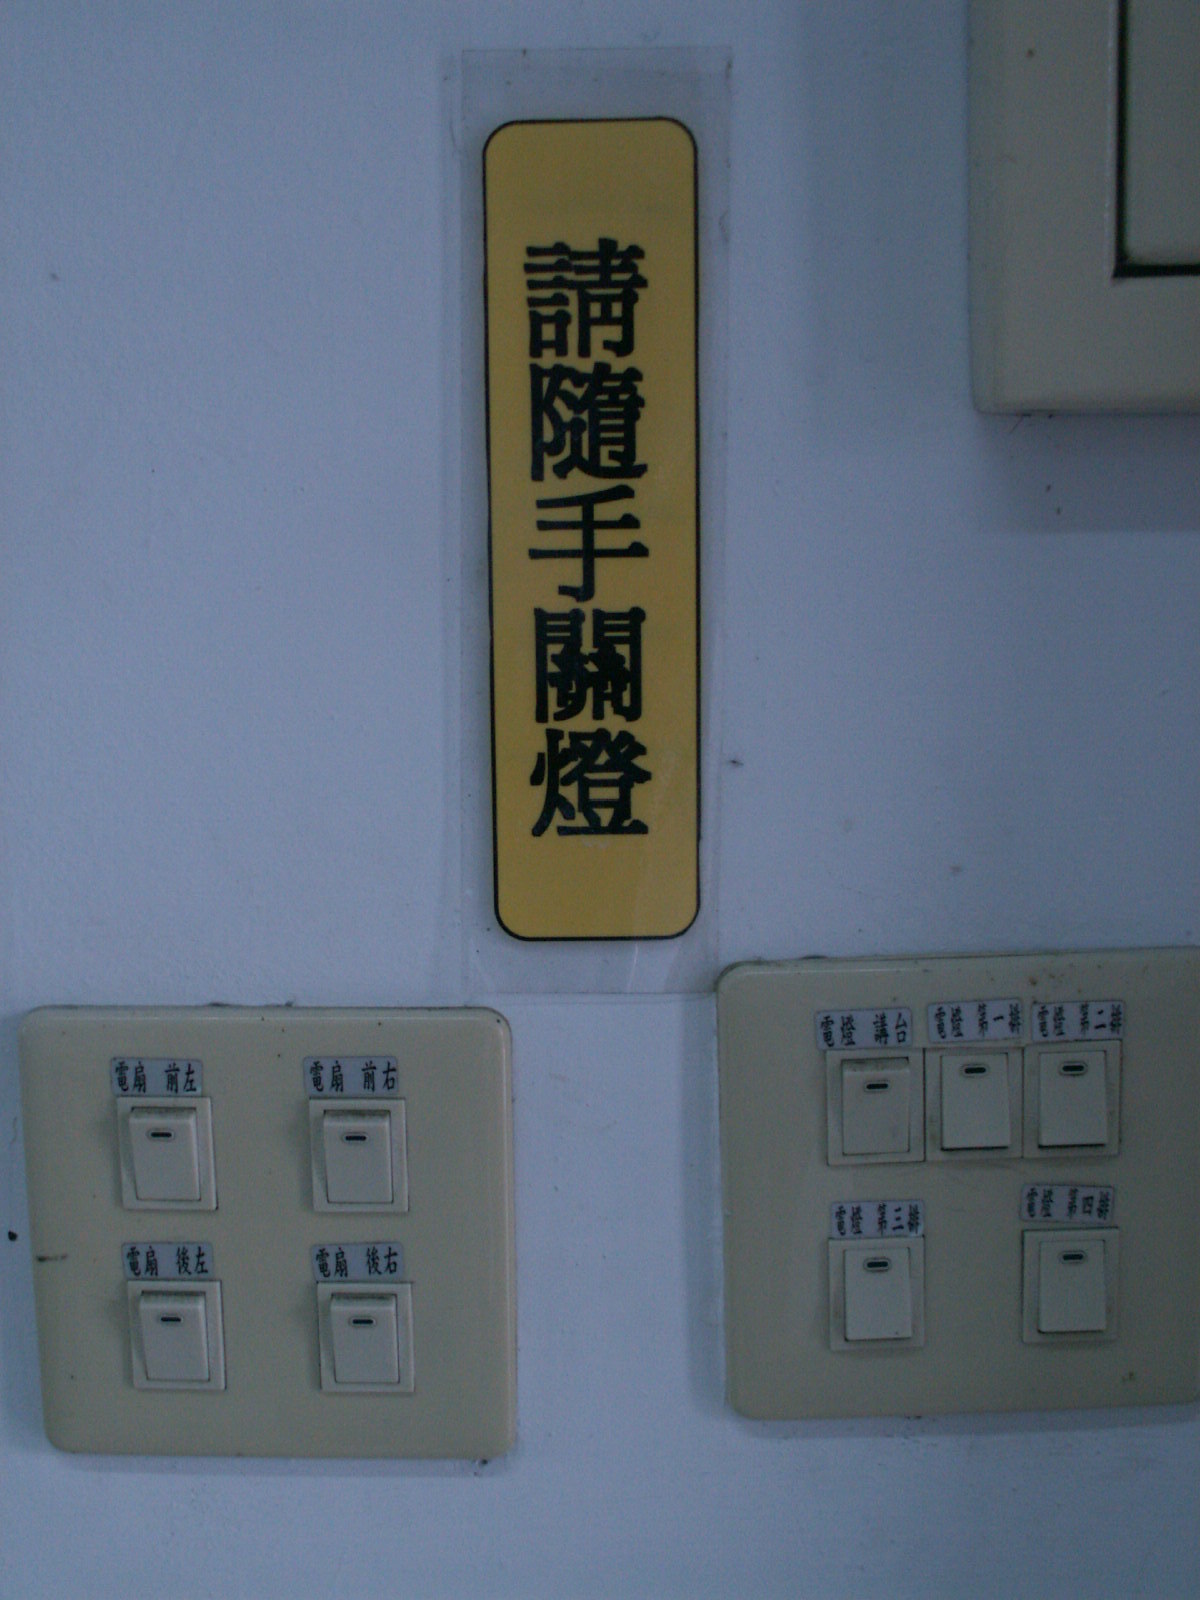 請隨手關燈
電扇 前左
電扇 前右
電扇 後左
電扇 後右
電燈 講台
電燈 第一排
電燈 第二排
電燈 第三排
電燈 第四排